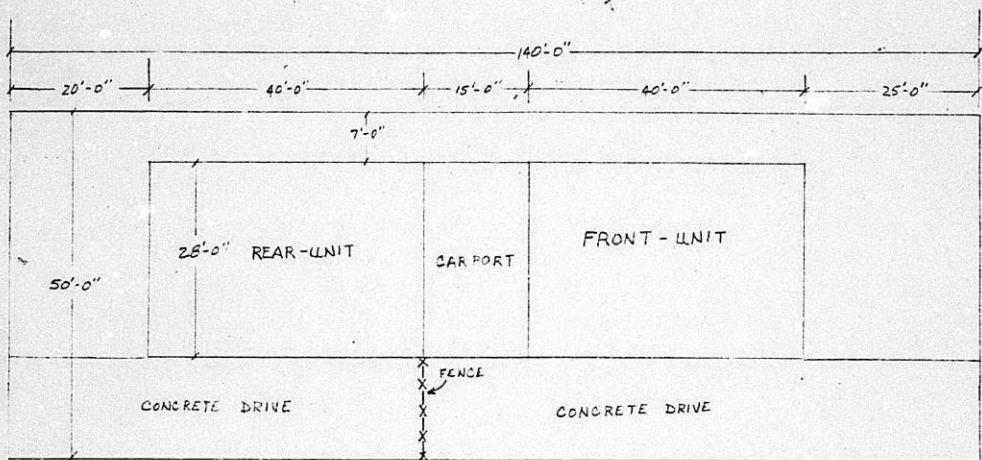 140'-0"
20'-0" 40'-0" 15'-0" 40'-0" 25'-0"
7'-0"
28'-0" REAR-UNIT CARPORT FRONT-UNIT
50'-0"
FENCE
CONCRETE DRIVE CONCRETE DRIVE